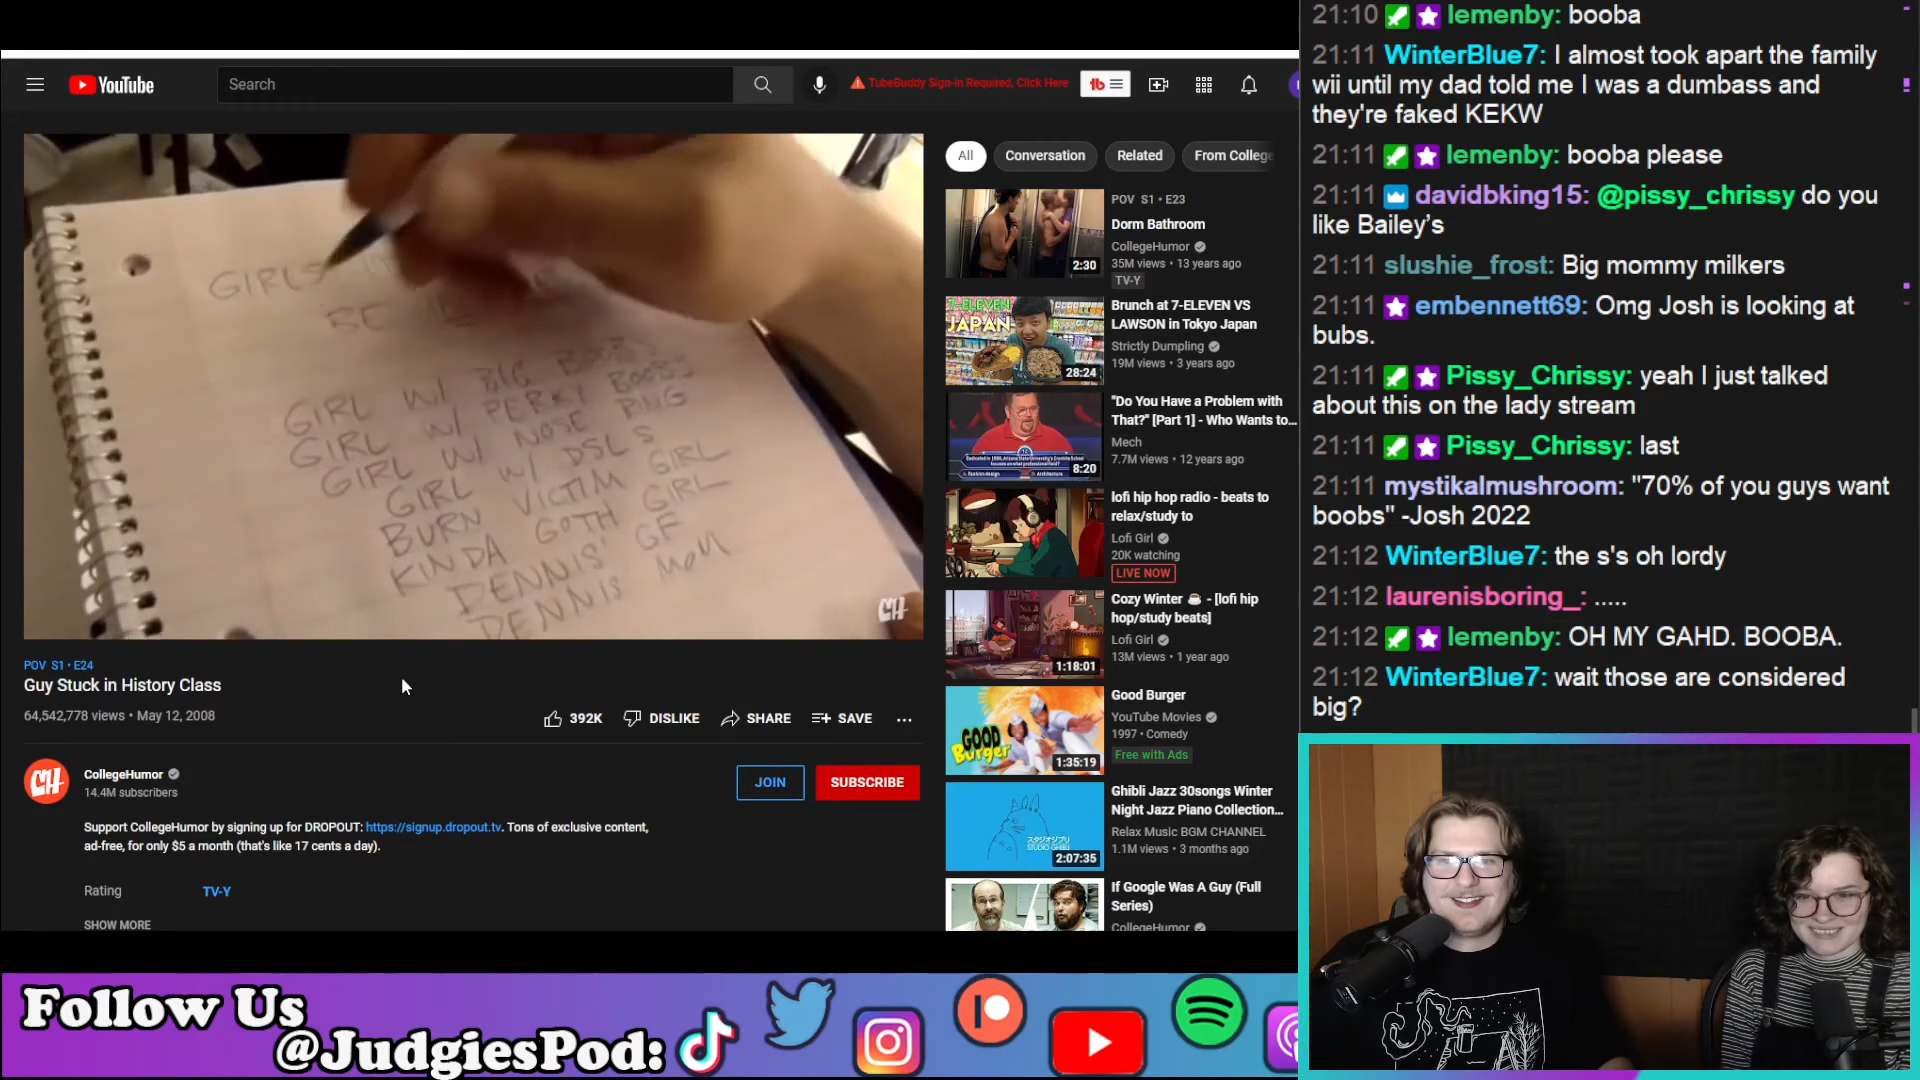 YouTube
Search
TubeBuddy Sign-in Required, Click Here
tb
GIRLS
BE
GIRL W/ BIG BOOBS
GIRL W/ PERKY BOOBS
GIRL W/ NOSE RING
GIRL W/ DSL'S
BURN VICTIM GIRL
KINDA GOTH GIRL
DENNIS' GF
DENNIS MOM
CH
POV S1 • E24
Guy Stuck in History Class
64,542,778 views • May 12, 2008
392K
DISLIKE
SHARE
SAVE
CH
CollegeHumor
14.4M subscribers
JOIN
SUBSCRIBE
Support CollegeHumor by signing up for DROPOUT: https://signup.dropout.tv. Tons of exclusive content,
ad-free, for only $5 a month (that's like 17 cents a day).
Rating TV-Y
SHOW MORE
All
Conversation
Related
From College
2:30
POV S1 • E23
Dorm Bathroom
CollegeHumor
35M views • 13 years ago
TV-Y
7-ELEVEN
JAPAN
28:24
Brunch at 7-ELEVEN VS
LAWSON in Tokyo Japan
Strictly Dumpling
19M views • 3 years ago
8:20
"Do You Have a Problem with
That?" [Part 1] - Who Wants to...
Mech
7.7M views • 12 years ago
lofi hip hop radio - beats to
relax/study to
Lofi Girl
20K watching
LIVE NOW
1:18:01
Cozy Winter ☕ - [lofi hip
hop/study beats]
Lofi Girl
13M views • 1 year ago
GOOD
Burger
1:35:19
Good Burger
YouTube Movies
1997 • Comedy
Free with Ads
スタジオジブリ
STUDIO GHIBLI
2:07:35
Ghibli Jazz 30songs Winter
Night Jazz Piano Collection...
Relax Music BGM CHANNEL
1.1M views • 3 months ago
If Google Was A Guy (Full
Series)
CollegeHumor
21:10 lemenby: booba
21:11 WinterBlue7: I almost took apart the family
wii until my dad told me I was a dumbass and
they're faked KEKW
21:11 lemenby: booba please
21:11 davidbking15: @pissy_chrissy do you
like Bailey's
21:11 slushie_frost: Big mommy milkers
21:11 embennett69: Omg Josh is looking at
bubs.
21:11 Pissy_Chrissy: yeah I just talked
about this on the lady stream
21:11 Pissy_Chrissy: last
21:11 mystikalmushroom: "70% of you guys want
boobs" -Josh 2022
21:12 WinterBlue7: the s's oh lordy
21:12 laurenisboring_: .....
21:12 lemenby: OH MY GAHD. BOOBA.
21:12 WinterBlue7: wait those are considered
big?
Follow Us
@JudgiesPod: